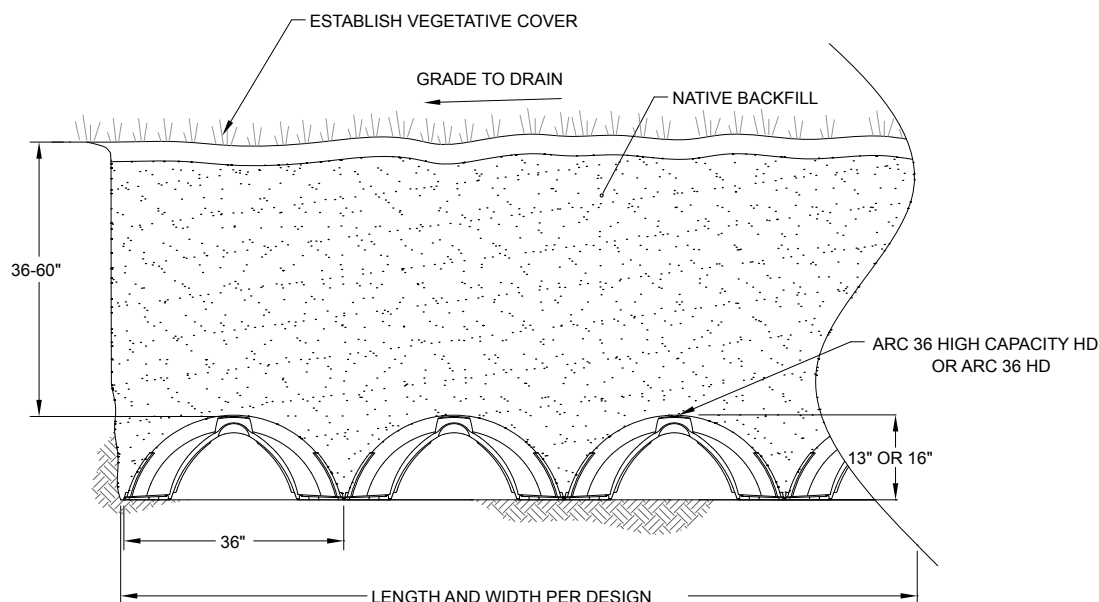 ESTABLISH VEGETATIVE COVER
GRADE TO DRAIN
NATIVE BACKFILL
36-60"
ARC 36 HIGH CAPACITY HD
OR ARC 36 HD
13" OR 16"
36"
LENGTH AND WIDTH PER DESIGN